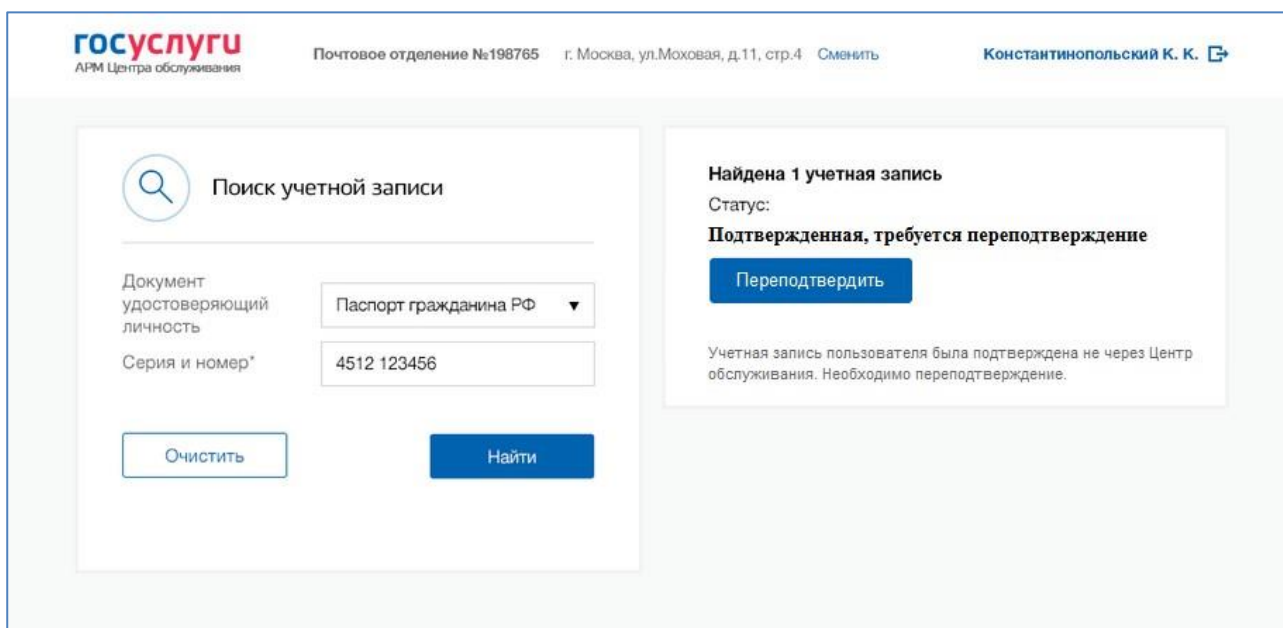 госуслуги
АРМ Центра обслуживания
Почтовое отделение №198765 г. Москва, ул.Моховая, д.11, стр.4 Сменить
Константинопольский К. К.
Поиск учетной записи
Документ
удостоверяющий
личность
Паспорт гражданина РФ
Серия и номер*
4512 123456
Очистить
Найти
Найдена 1 учетная запись
Статус:
Подтвержденная, требуется переподтверждение
Переподтвердить
Учетная запись пользователя была подтверждена не через Центр
обслуживания. Необходимо переподтверждение.